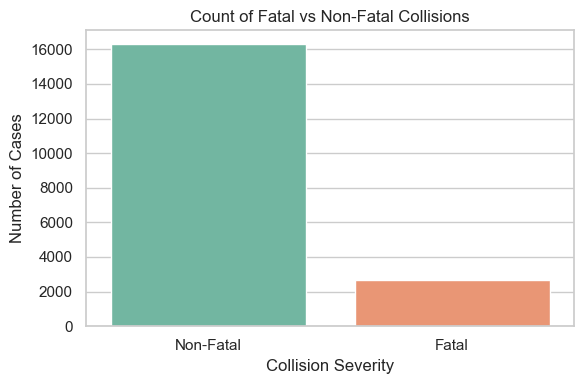 Count of Fatal vs Non-Fatal Collisions
Number of Cases
16000
14000
12000
10000
8000
6000
4000
2000
0
Non-Fatal
Fatal
Collision Severity